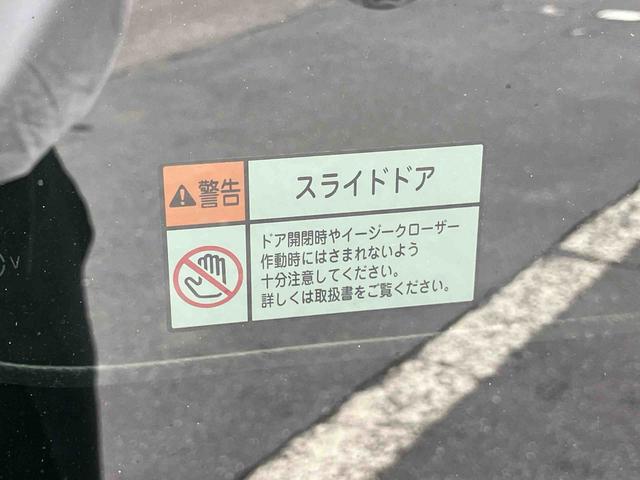 警告
スライドドア
ドア開閉時やイージークローザー
作動時にはさまれないよう
十分注意してください。
詳しくは取扱書をご覧ください。